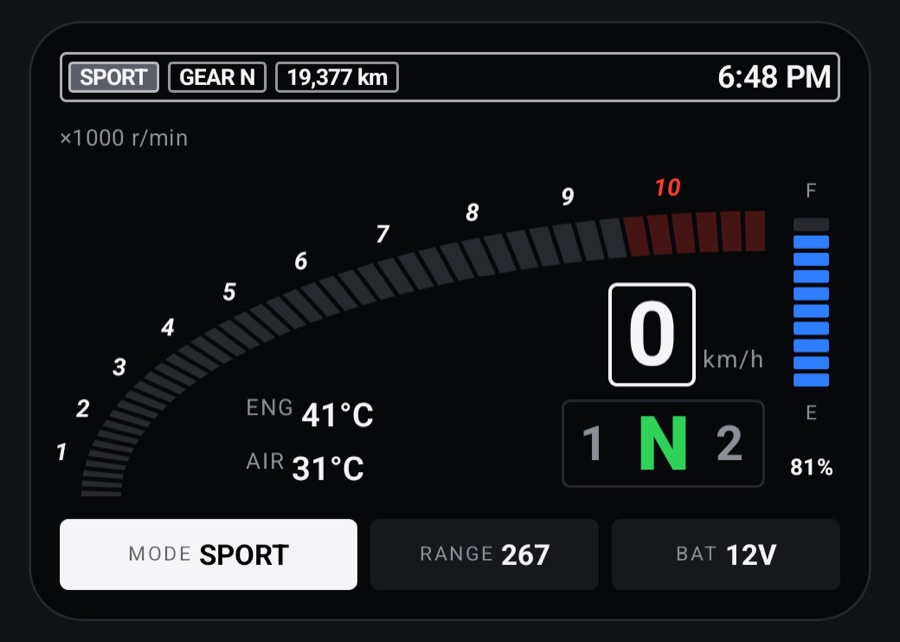 SPORT GEAR N 19,377 km 6:48 PM
×1000 r/min
10
9
8
7
6
5
4
3
2
1
F
0 km/h
ENG 41°C
1 N 2
E
AIR 31°C
81%
MODE SPORT RANGE 267 BAT 12V